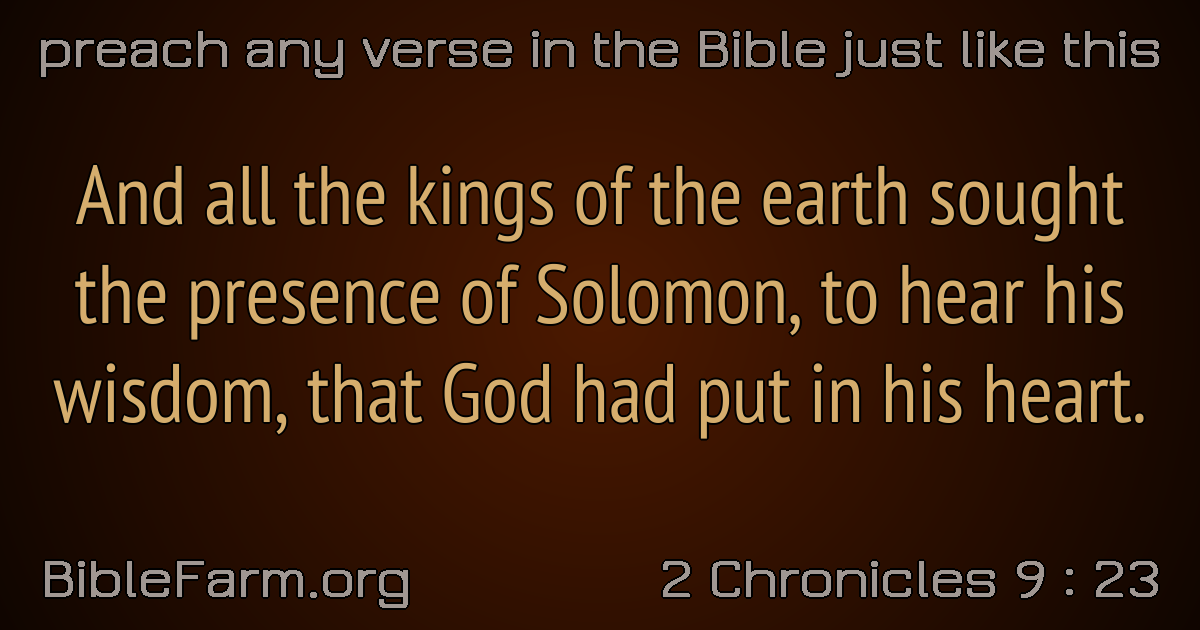 preach any verse in the Bible just like this
And all the kings of the earth sought
the presence of Solomon, to hear his
wisdom, that God had put in his heart.
BibleFarm.org
2 Chronicles 9 : 23